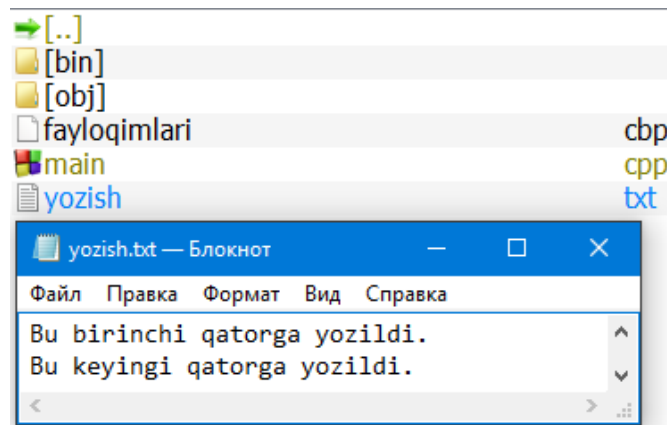 [..]
[bin]
[obj]
fayloqimlari cbp
main cpp
yozish txt
yozish.txt — Блокнот
Файл Правка Формат Вид Справка
Bu birinchi qatorga yozildi.
Bu keyingi qatorga yozildi.